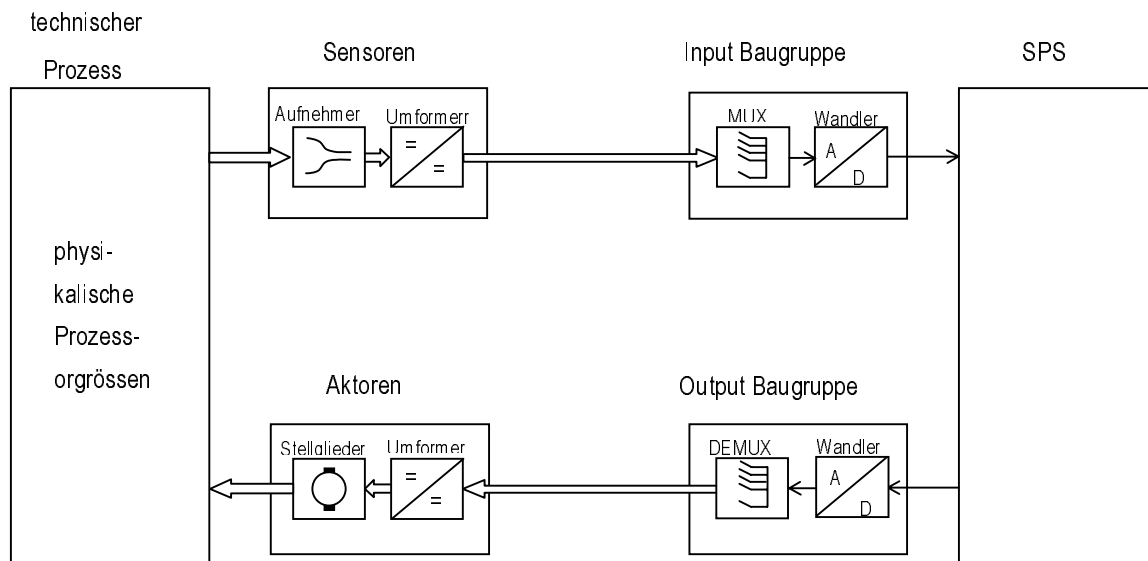 technischer
Prozess
Sensoren
Input Baugruppe
SPS
Aufnehmer
Umformerr
MUX
Wandler
=
=
A
D
physi-
kalische
Prozess-
orgrössen
Aktoren
Output Baugruppe
Stellglieder
Umformer
DEMUX
Wandler
=
=
A
D